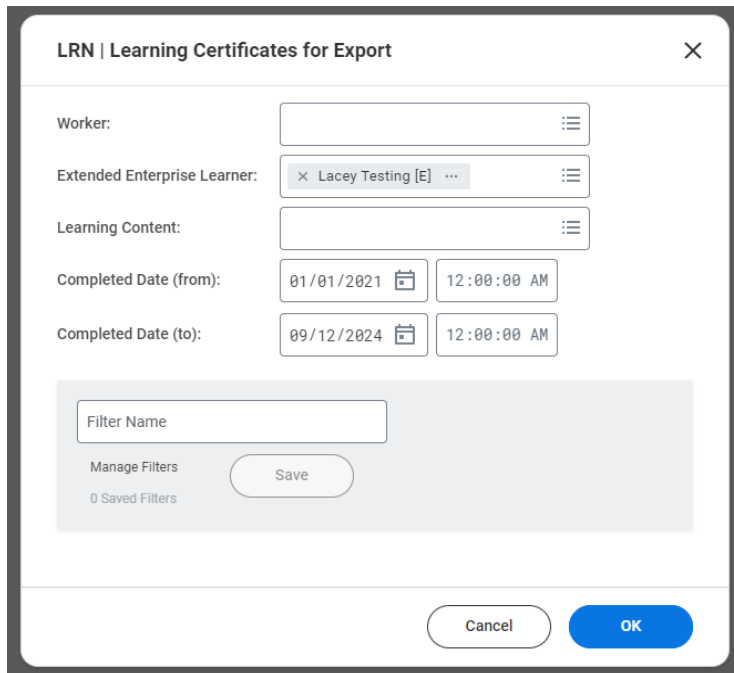 LRN | Learning Certificates for Export
Worker:
Extended Enterprise Learner: × Lacey Testing [E] ...
Learning Content:
Completed Date (from): 01/01/2021 12:00:00 AM
Completed Date (to): 09/12/2024 12:00:00 AM
Filter Name
Manage Filters
Save
0 Saved Filters
Cancel OK